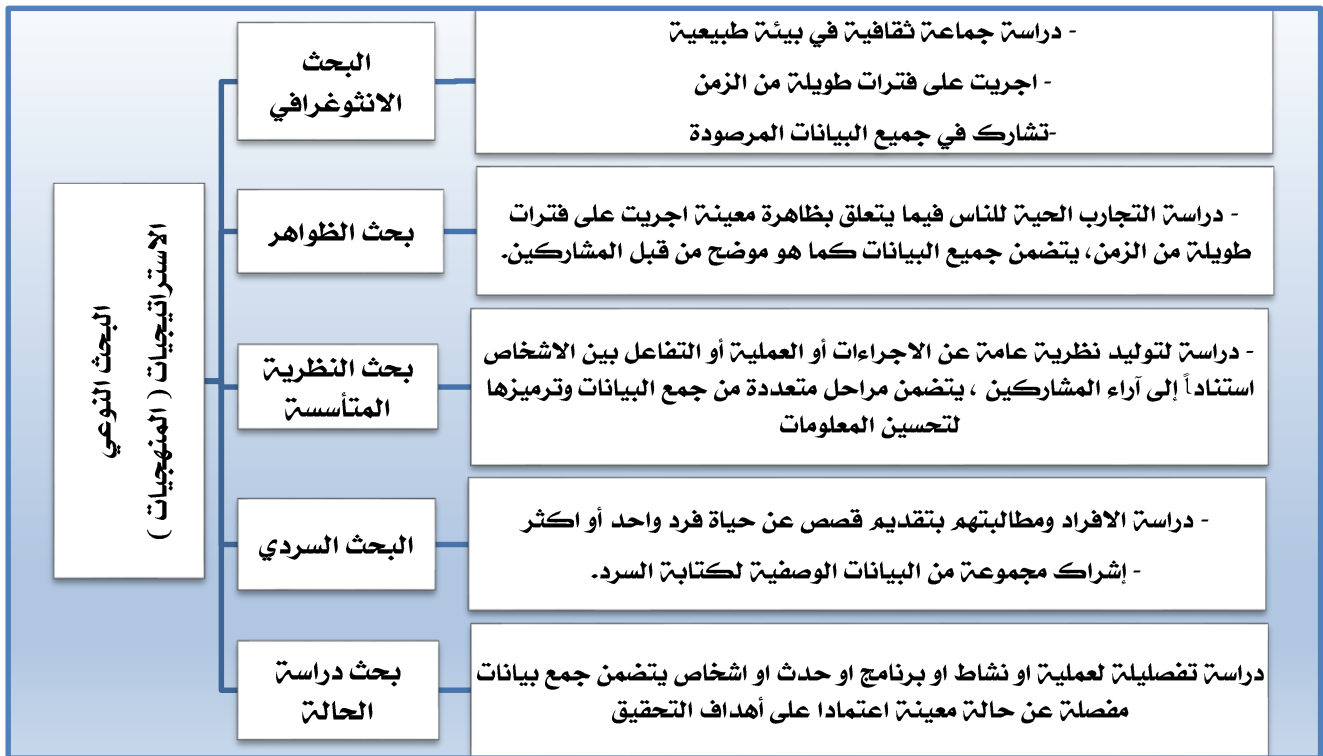 البحث النوعي
الاستراتيجيات ( المنهجيات )
البحث
الانثوغرافي
- دراسة جماعة ثقافية في بيئة طبيعية
- اجريت على فترات طويلة من الزمن
-تشارك في جميع البيانات المرصودة
بحث الظواهر
- دراسة التجارب الحية للناس فيما يتعلق بظاهرة معينة اجريت على فترات
طويلة من الزمن، يتضمن جميع البيانات كما هو موضح من قبل المشاركين.
بحث النظرية
المتأسسة
- دراسة لتوليد نظرية عامة عن الاجراءات أو العملية أو التفاعل بين الاشخاص
استناداً إلى آراء المشاركين ، يتضمن مراحل متعددة من جمع البيانات وترميزها
لتحسين المعلومات
البحث السردي
- دراسة الافراد ومطالبتهم بتقديم قصص عن حياة فرد واحد أو اكثر
- إشراك مجموعة من البيانات الوصفية لكتابة السرد.
بحث دراسة
الحالة
دراسة تفصليلة لعملية او نشاط او برنامج او حدث او اشخاص يتضمن جمع بيانات
مفصلة عن حالة معينة اعتمادا على أهداف التحقيق